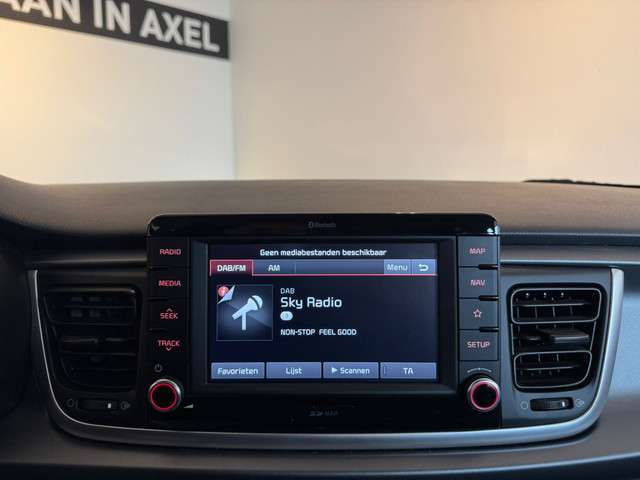 AAN IN AXEL
Bluetooth
Geen mediabestanden beschikbaar
RADIO
MEDIA
SEEK
TRACK
DAB/FM
AM
Menu
DAB
Sky Radio
NON-STOP FEEL GOOD
Favorieten
Lijst
Scannen
TA
MAP
NAV
SETUP